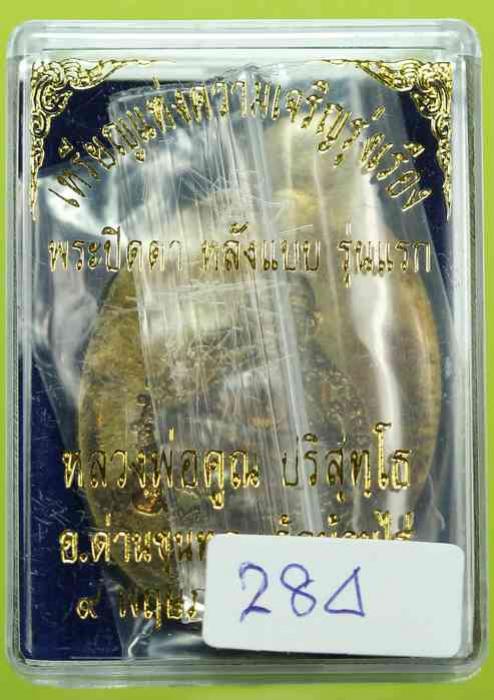 เหรียญแห่งความเจริญรุ่งเรือง
พระปิดตา หลังแบบ รุ่นแรก
หลวงพ่อคูณ ปริสุทฺโธ
อ.ด่านขุนทด
๙
284